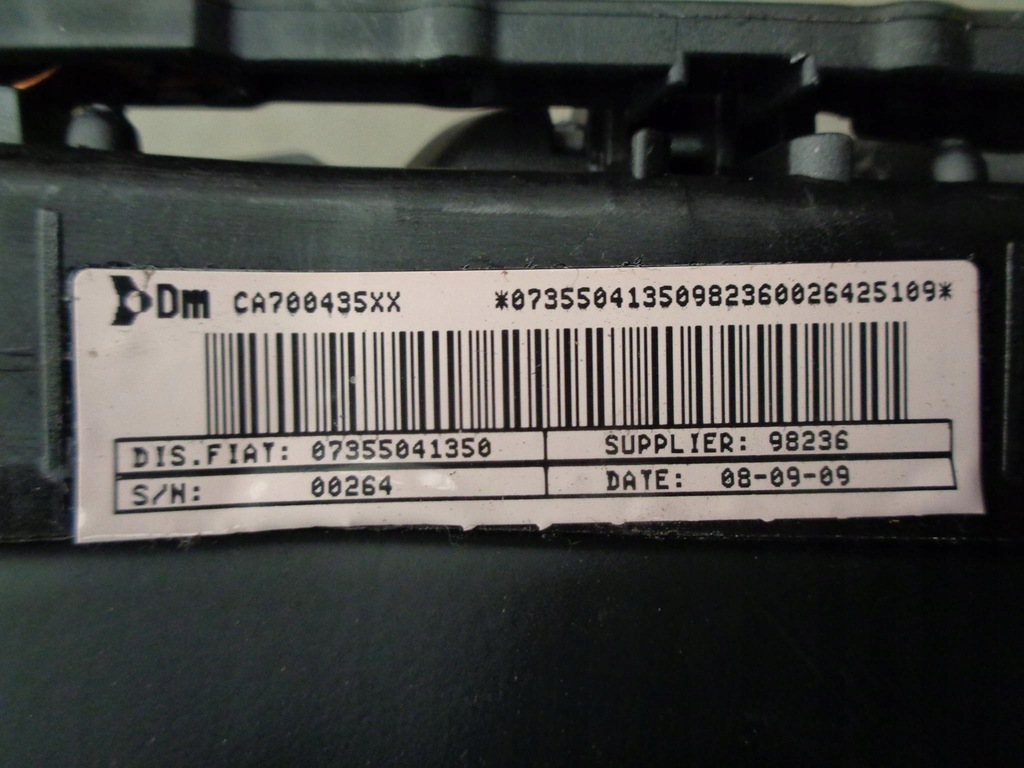 Dm CA700435XX *07355041350982360026425109*
DIS.FIAT: 07355041350 SUPPLIER: 98236
S/N: 00264 DATE: 08-09-09